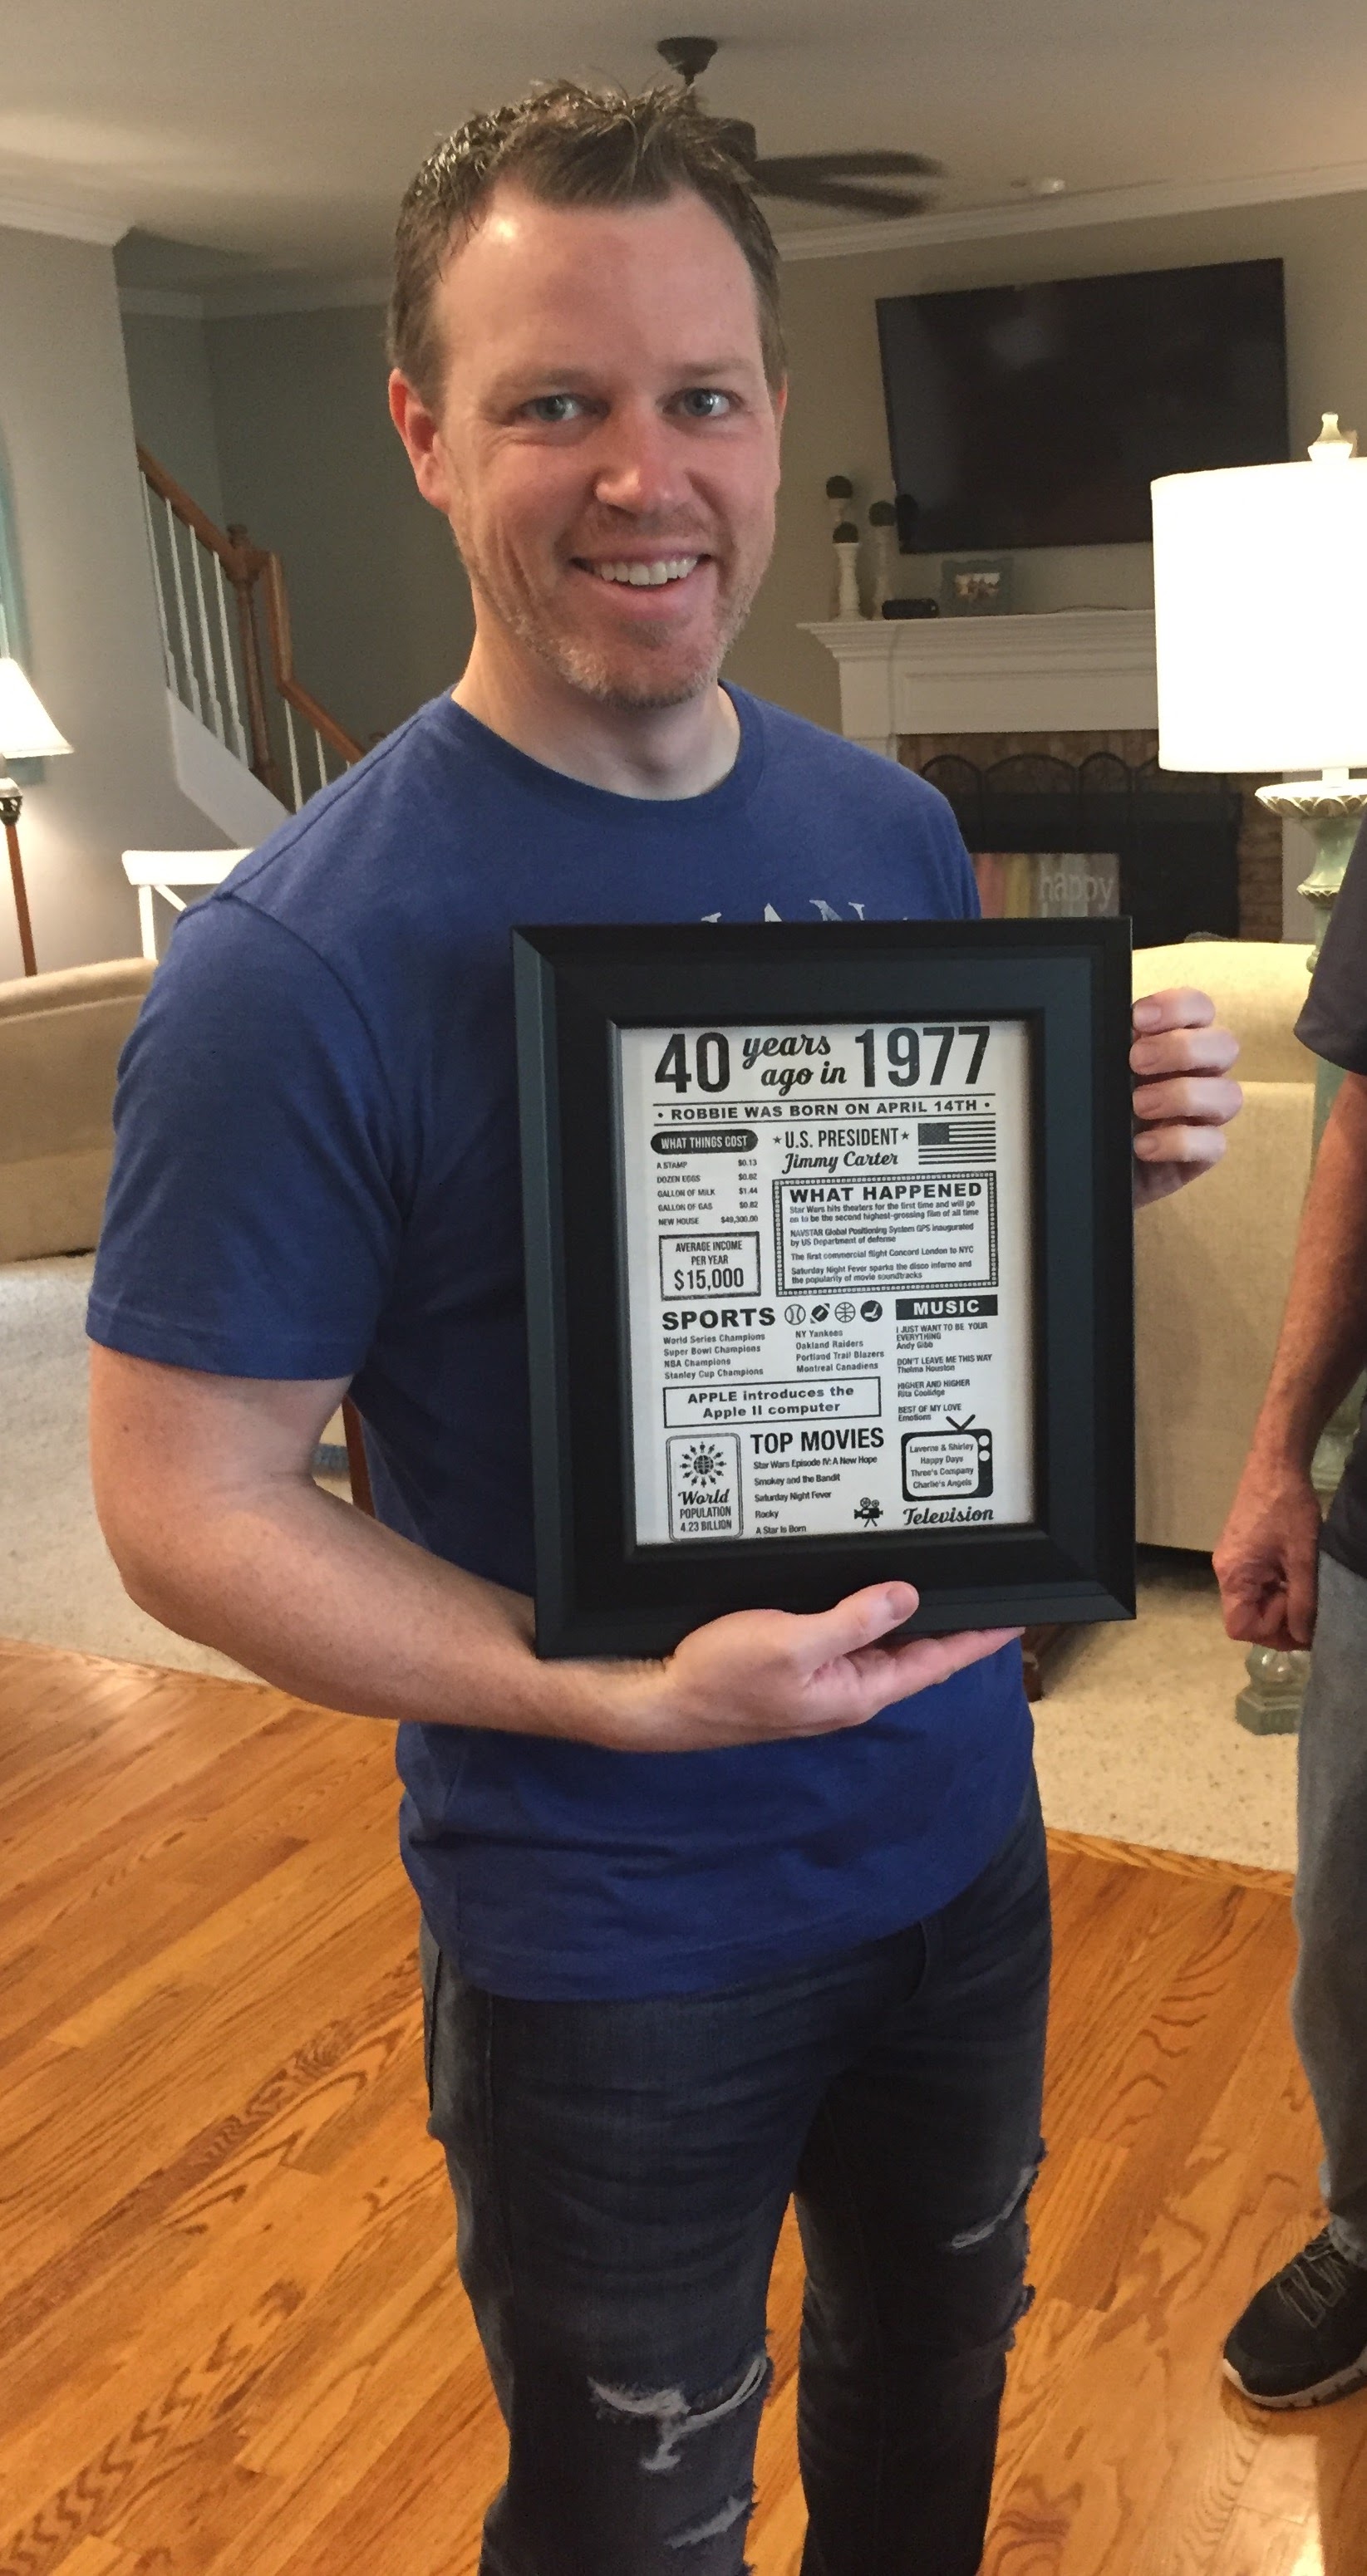 40 years ago in 1977
• ROBBIE WAS BORN ON APRIL 14TH •
WHAT THINGS COST
A STAMP $0.13
DOZEN EGGS $0.82
GALLON OF MILK $1.44
GALLON OF GAS $0.62
NEW HOUSE $49,300.00
AVERAGE INCOME
PER YEAR
$15,000
★ U.S. PRESIDENT ★
Jimmy Carter
WHAT HAPPENED
Star Wars hits theaters for the first time and will go
on to be the second highest-grossing film of all time
NAVSTAR Global Positioning System GPS inaugurated
by US Department of defense
The first commercial flight Concord London to NYC
Saturday Night Fever sparks the disco inferno and
the popularity of movie soundtracks
SPORTS
World Series Champions NY Yankees
Super Bowl Champions Oakland Raiders
NBA Champions Portland Trail Blazers
Stanley Cup Champions Montreal Canadiens
MUSIC
I JUST WANT TO BE YOUR
EVERYTHING
Andy Gibb
DON'T LEAVE ME THIS WAY
Thelma Houston
HIGHER AND HIGHER
Rita Coolidge
BEST OF MY LOVE
Emotions
APPLE introduces the
Apple II computer
World
POPULATION
4.23 BILLION
TOP MOVIES
Star Wars Episode IV: A New Hope
Smokey and the Bandit
Saturday Night Fever
Rocky
A Star Is Born
Laverne & Shirley
Happy Days
Three's Company
Charlie's Angels
Television
happy